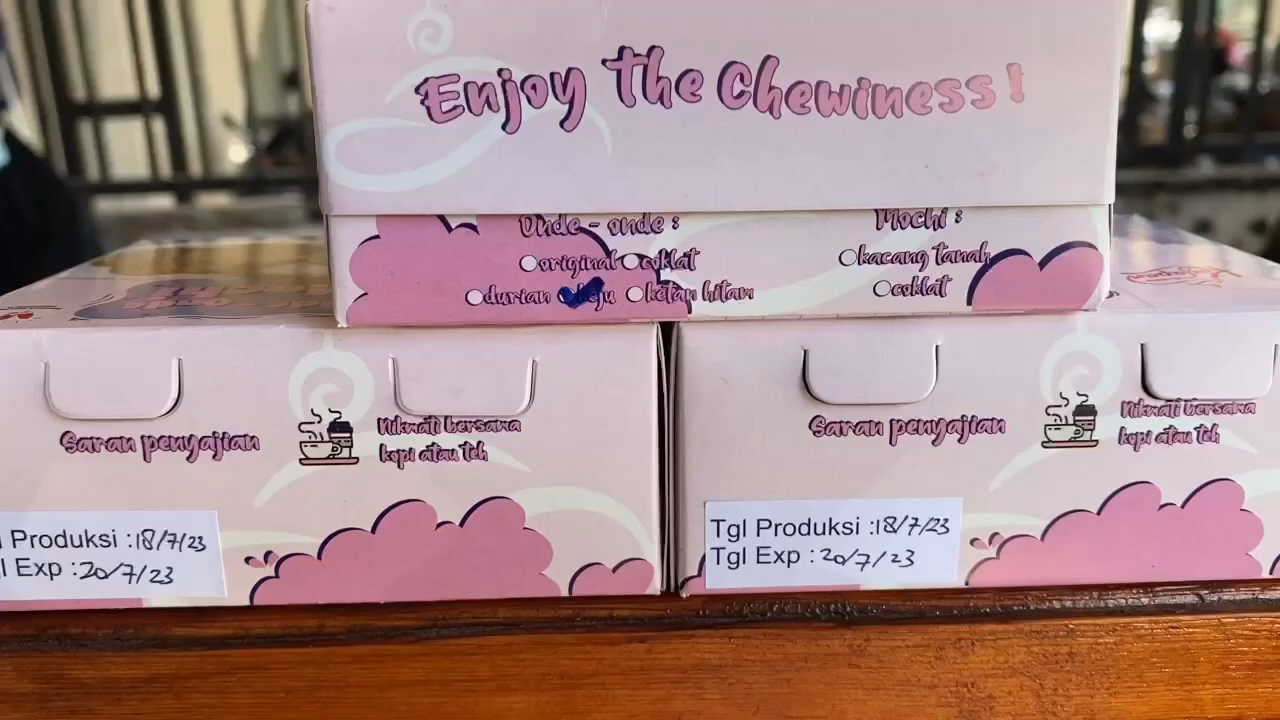 Enjoy the Chewiness!
Onde - onde :
original coklat
durian keju ketan hitam
Mochi :
kacang tanah
coklat
Saran penyajian
Nikmati bersama
kopi atau teh
Produksi :18/7/23
Exp :20/7/23
Saran penyajian
Nikmati bersama
kopi atau teh
Tgl Produksi :18/7/23
Tgl Exp :20/7/23